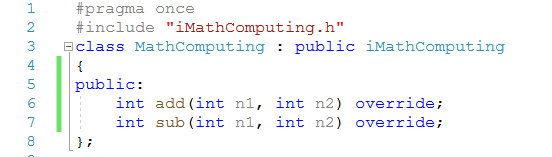 1 #pragma once
2 #include "iMathComputing.h"
3 class MathComputing : public iMathComputing
4 {
5 public:
6 int add(int n1, int n2) override;
7 int sub(int n1, int n2) override;
8 };